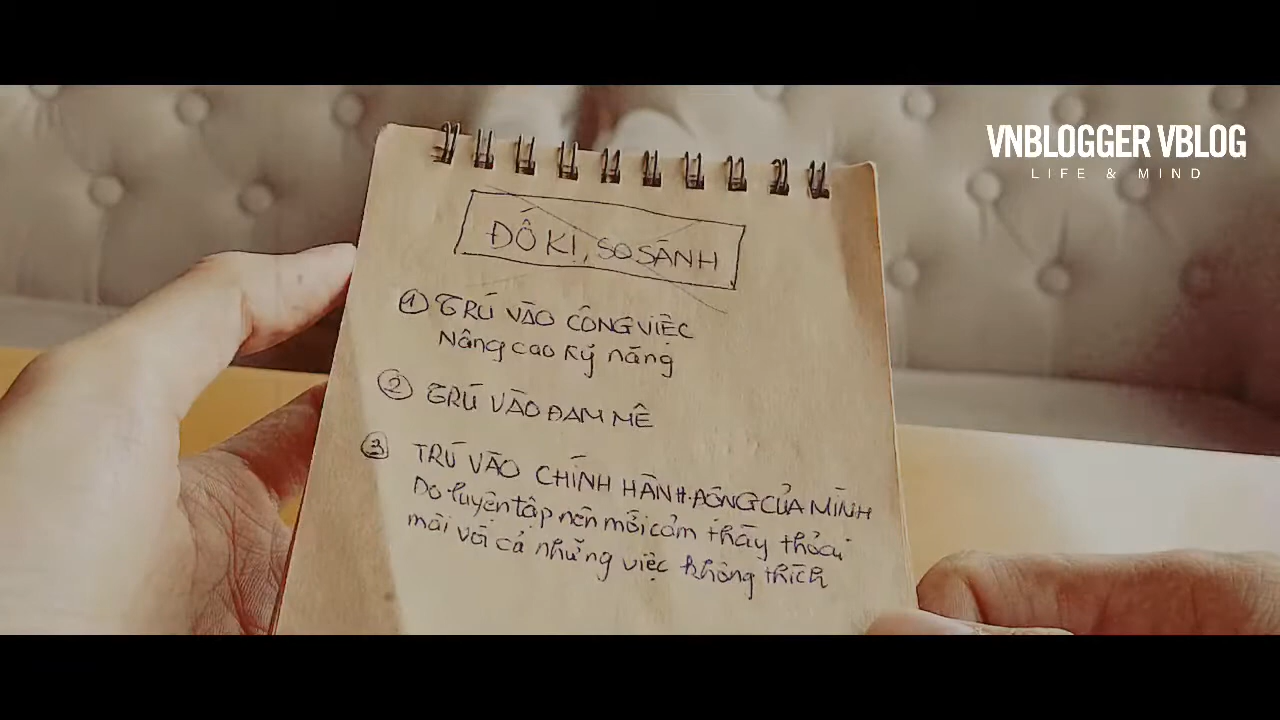 VNBLOGGER VBLOG
LIFE & MIND
ĐỐ KỊ, SO SÁNH
① TRÚ VÀO CÔNG VIỆC
Nâng cao kỹ năng
② TRÚ VÀO ĐAM MÊ
③ TRÚ VÀO CHÍNH HÀNH ĐỘNG CỦA MÌNH
Do luyện tập nên mới cảm thấy thoải
mái với cả những việc không thích